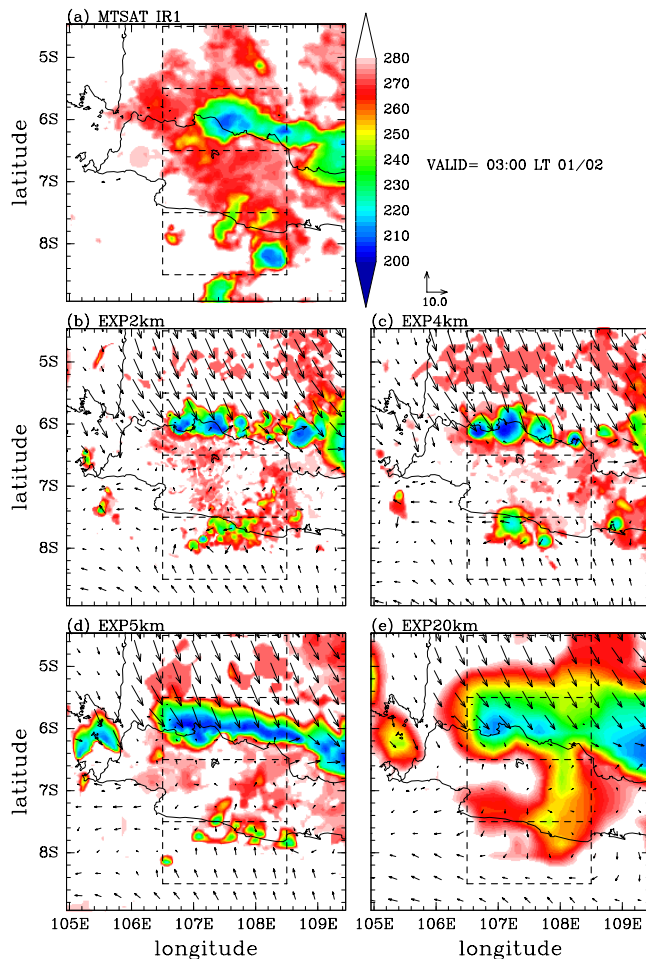 (a) MTSAT IR1
5S
6S
7S
8S
latitude
280
270
260
250
240
230
220
210
200
VALID= 03:00 LT 01/02
10.0
(b) EXP2km
(c) EXP4km
5S
6S
7S
8S
latitude
(d) EXP5km
(e) EXP20km
5S
6S
7S
8S
latitude
105E 106E 107E 108E 109E
105E 106E 107E 108E 109E
longitude
longitude